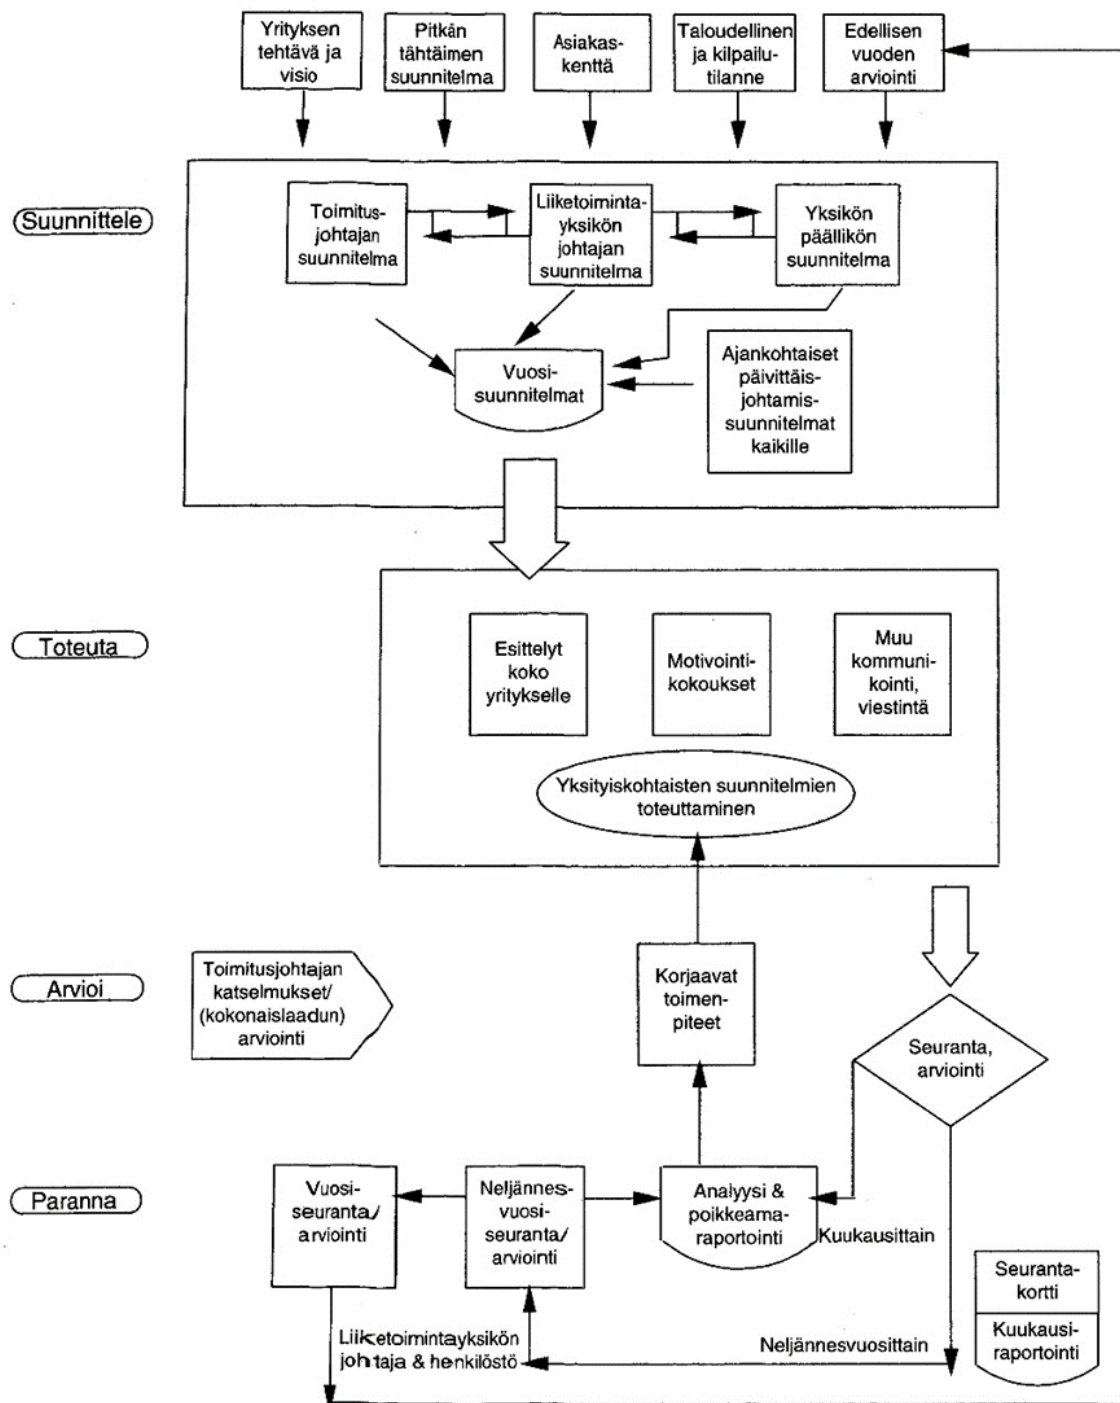 Yrityksen
tehtävä ja
visio
Pitkän
tähtäimen
suunnitelma
Asiakas-
kenttä
Taloudellinen
ja kilpailu-
tilanne
Edellisen
vuoden
arviointi
Suunnittele
Toimitus-
johtajan
suunnitelma
Liiketoiminta-
yksikön
johtajan
suunnitelma
Yksikön
päällikön
suunnitelma
Vuosi-
suunnitelmat
Ajankohtaiset
päivittäis-
johtamis-
suunnitelmat
kaikille
Toteuta
Esittelyt
koko
yritykselle
Motivointi-
kokoukset
Muu
kommuni-
kointi,
viestintä
Yksityiskohtaisten suunnitelmien
toteuttaminen
Arvioi
Toimitusjohtajan
katselmukset/
(kokonaislaadun)
arviointi
Korjaavat
toimen-
piteet
Seuranta,
arviointi
Paranna
Vuosi-
seuranta/
arviointi
Neljännes-
vuosi-
seuranta/
arviointi
Analyysi &
poikkeama-
raportointi
Kuukausittain
Seuranta-
kortti
Kuukausi-
raportointi
Liiketoimintayksikön
johtaja & henkilöstö
Neljännesvuosittain